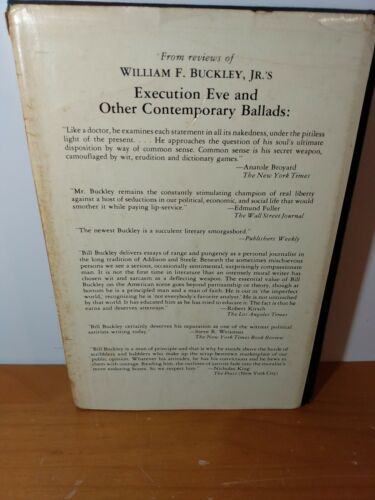 From reviews of
WILLIAM F. BUCKLEY, JR.'S
Execution Eve and
Other Contemporary Ballads:
"Like a doctor, he examines each statement in all its nakedness, under the pitiless
light of the present. . . . He approaches the question of his soul's ultimate
disposition by way of common sense. Common sense is his secret weapon,
camouflaged by wit, erudition and dictionary games."
—Anatole Broyard
The New York Times
"Mr. Buckley remains the constantly stimulating champion of real liberty
against a host of seductions in our political, economic, and social life that would
smother it while paying lip-service."
—Edmund Fuller
The Wall Street Journal
"The newest Buckley is a succulent literary smorgasbord."
—Publishers Weekly
"Bill Buckley delivers essays of range and pungency as a personal journalist in
the long tradition of Addison and Steele. Beneath the sometimes mischievous
persona we see a serious, occasionally sentimental, surprisingly compassionate
man. It is not the first time in literature that an intensely moral writer has
chosen wit and sarcasm as a deflecting weapon. The essential value of Bill
Buckley on the American scene goes beyond partisanship or theory, though at
bottom he is a principled man and a man of faith. He is our as the imperfect
world, recognizing he is 'not everybody's favorite analyst.' He is not untouched
by that world. It has educated him as he has tried to educate it. The fact is that he
earns and deserves attention."
—Robert Kirsch
The Los Angeles Times
"Bill Buckley certainly deserves his reputation as one of the wittiest political
satirists writing today."
—Steve R. Weisman
The New York Times Book Review
"Bill Buckley is a man of principle and that is why he stands above the horde of
scribblers and babblers who make up the scrap-heaviest marketplace of our
public opinion. Whatever his attitudes, he has his convictions and he bears to
them with courage. Reading him, the outlines of parties fade into the moralist's
more enduring bones. So we respect him."
—Nicholas King
The Press (New York City)